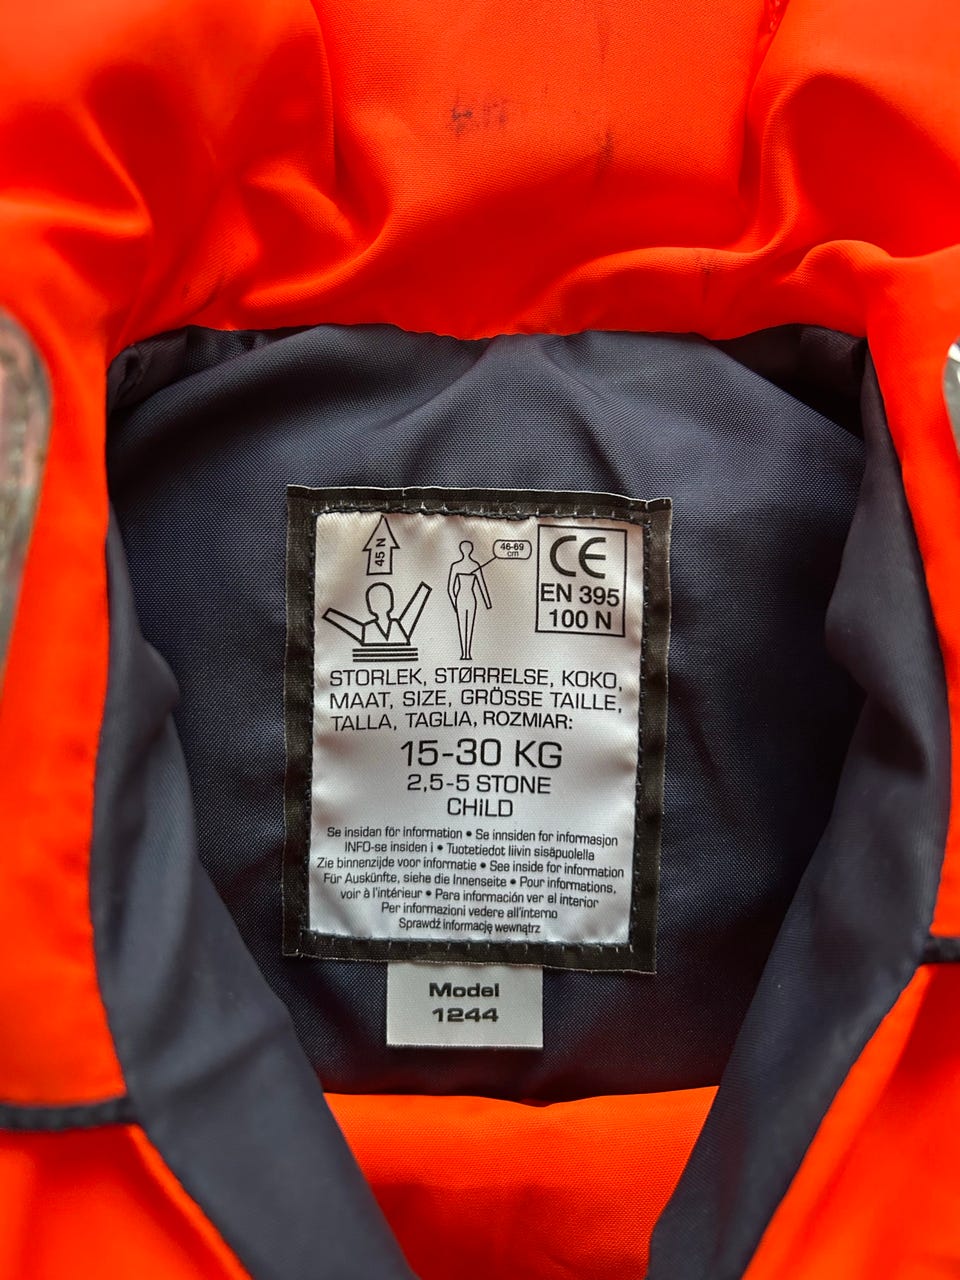 45 N
46-69
cm
CE
EN 395
100 N
STORLEK, STØRRELSE, KOKO,
MAAT, SIZE, GRÖSSE TAILLE,
TALLA, TAGLIA, ROZMIAR:
15-30 KG
2,5-5 STONE
CHiLD
Se insidan för information • Se innsiden for informasjon
INFO-se insiden i • Tuotetiedot liivin sisäpuolella
Zie binnenzijde voor informatie • See inside for information
Für Auskünfte, siehe die Innenseite • Pour informations,
voir à l'intérieur • Para información ver el interior
Per informazioni vedere all'interno
Sprawdź informację wewnątrz
Model
1244